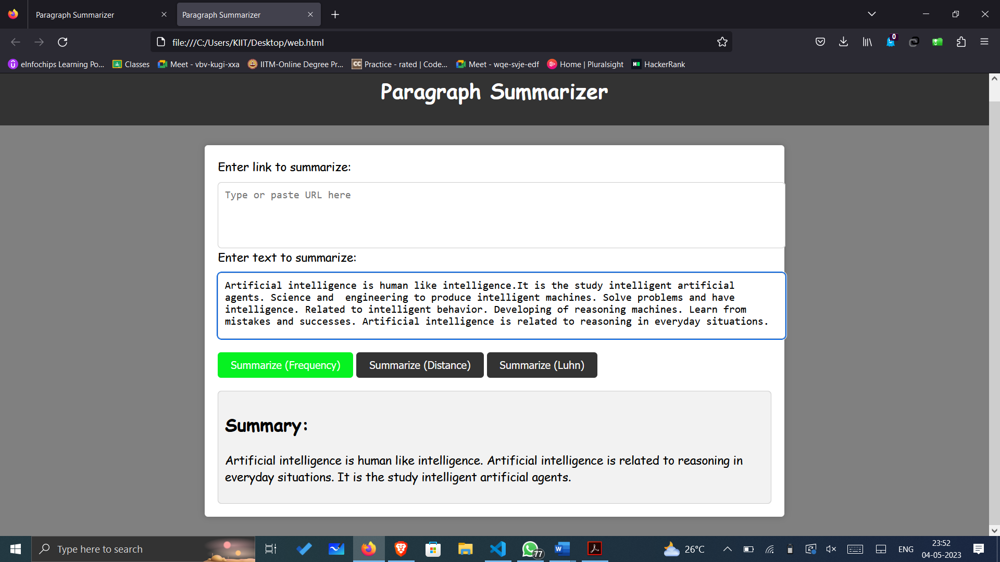 Paragraph Summarizer
Paragraph Summarizer
file:///C:/Users/KIIT/Desktop/web.html
0
eInfochips Learning Po...
Classes
Meet - vbv-kugi-xxa
IITM-Online Degree Pr...
CC
Practice - rated | Code...
Meet - wqe-svje-edf
Home | Pluralsight
HackerRank
Paragraph Summarizer
Enter link to summarize:
Type or paste URL here
Enter text to summarize:
Artificial intelligence is human like intelligence.It is the study intelligent artificial
agents. Science and  engineering to produce intelligent machines. Solve problems and have
intelligence. Related to intelligent behavior. Developing of reasoning machines. Learn from
mistakes and successes. Artificial intelligence is related to reasoning in everyday situations.
Summarize (Frequency)
Summarize (Distance)
Summarize (Luhn)
Summary:
Artificial intelligence is human like intelligence. Artificial intelligence is related to reasoning in
everyday situations. It is the study intelligent artificial agents.
Type here to search
77
26°C
ENG
23:52
04-05-2023